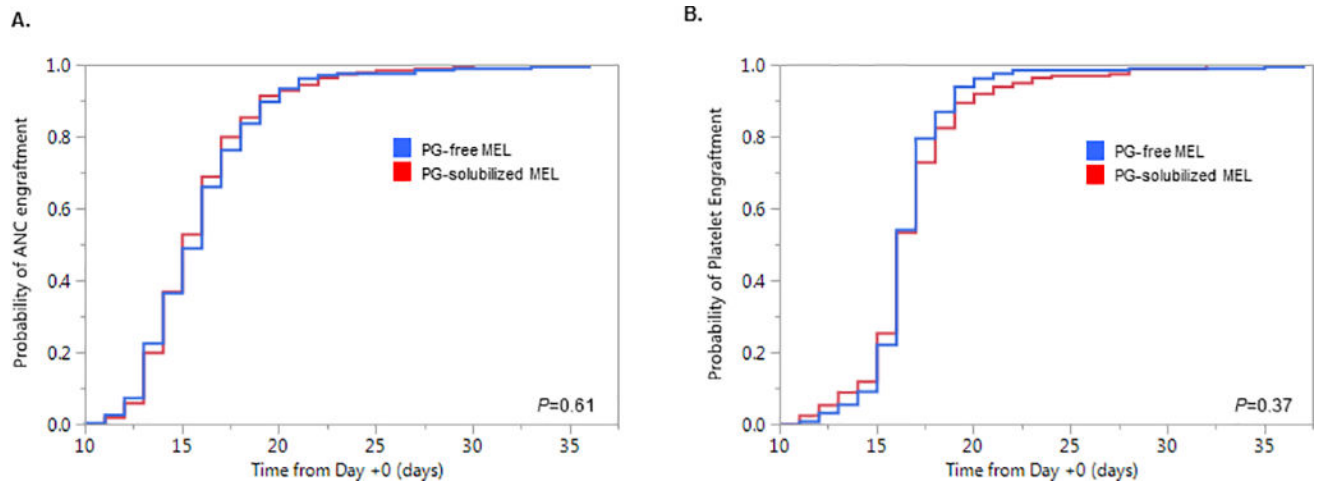 A.
Probability of ANC engraftment
1.0
0.8
0.6
0.4
0.2
0.0
PG-free MEL
PG-solubilized MEL
P=0.61
10 15 20 25 30 35
Time from Day +0 (days)
B.
Probability of Platelet Engraftment
1.0
0.8
0.6
0.4
0.2
0.0
PG-free MEL
PG-solubilized MEL
P=0.37
10 15 20 25 30 35
Time from Day +0 (days)